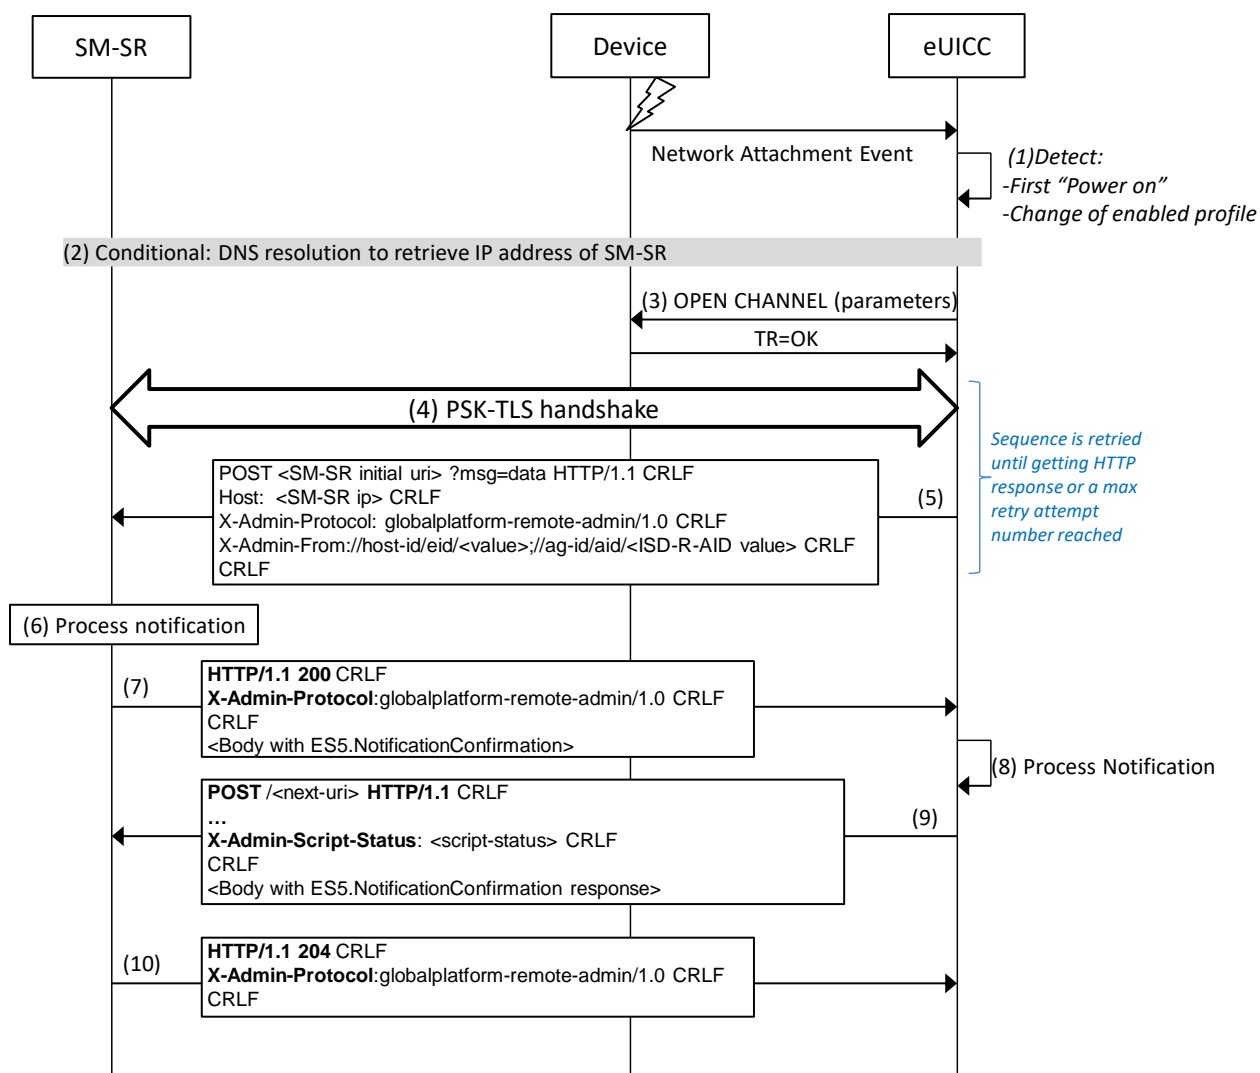 SM-SR
Device
eUICC
Network Attachment Event
(1)Detect:
-First “Power on”
-Change of enabled profile
(2) Conditional: DNS resolution to retrieve IP address of SM-SR
(3) OPEN CHANNEL (parameters)
TR=OK
(4) PSK-TLS handshake
Sequence is retried
until getting HTTP
response or a max
retry attempt
number reached
POST <SM-SR initial uri> ?msg=data HTTP/1.1 CRLF
Host:  <SM-SR ip> CRLF
X-Admin-Protocol: globalplatform-remote-admin/1.0 CRLF
X-Admin-From://host-id/eid/<value>;//ag-id/aid/<ISD-R-AID value> CRLF
CRLF
(5)
(6) Process notification
(7)
HTTP/1.1 200 CRLF
X-Admin-Protocol:globalplatform-remote-admin/1.0 CRLF
CRLF
<Body with ES5.NotificationConfirmation>
(8) Process Notification
POST /<next-uri> HTTP/1.1 CRLF
…
X-Admin-Script-Status: <script-status> CRLF
CRLF
<Body with ES5.NotificationConfirmation response>
(9)
(10)
HTTP/1.1 204 CRLF
X-Admin-Protocol:globalplatform-remote-admin/1.0 CRLF
CRLF